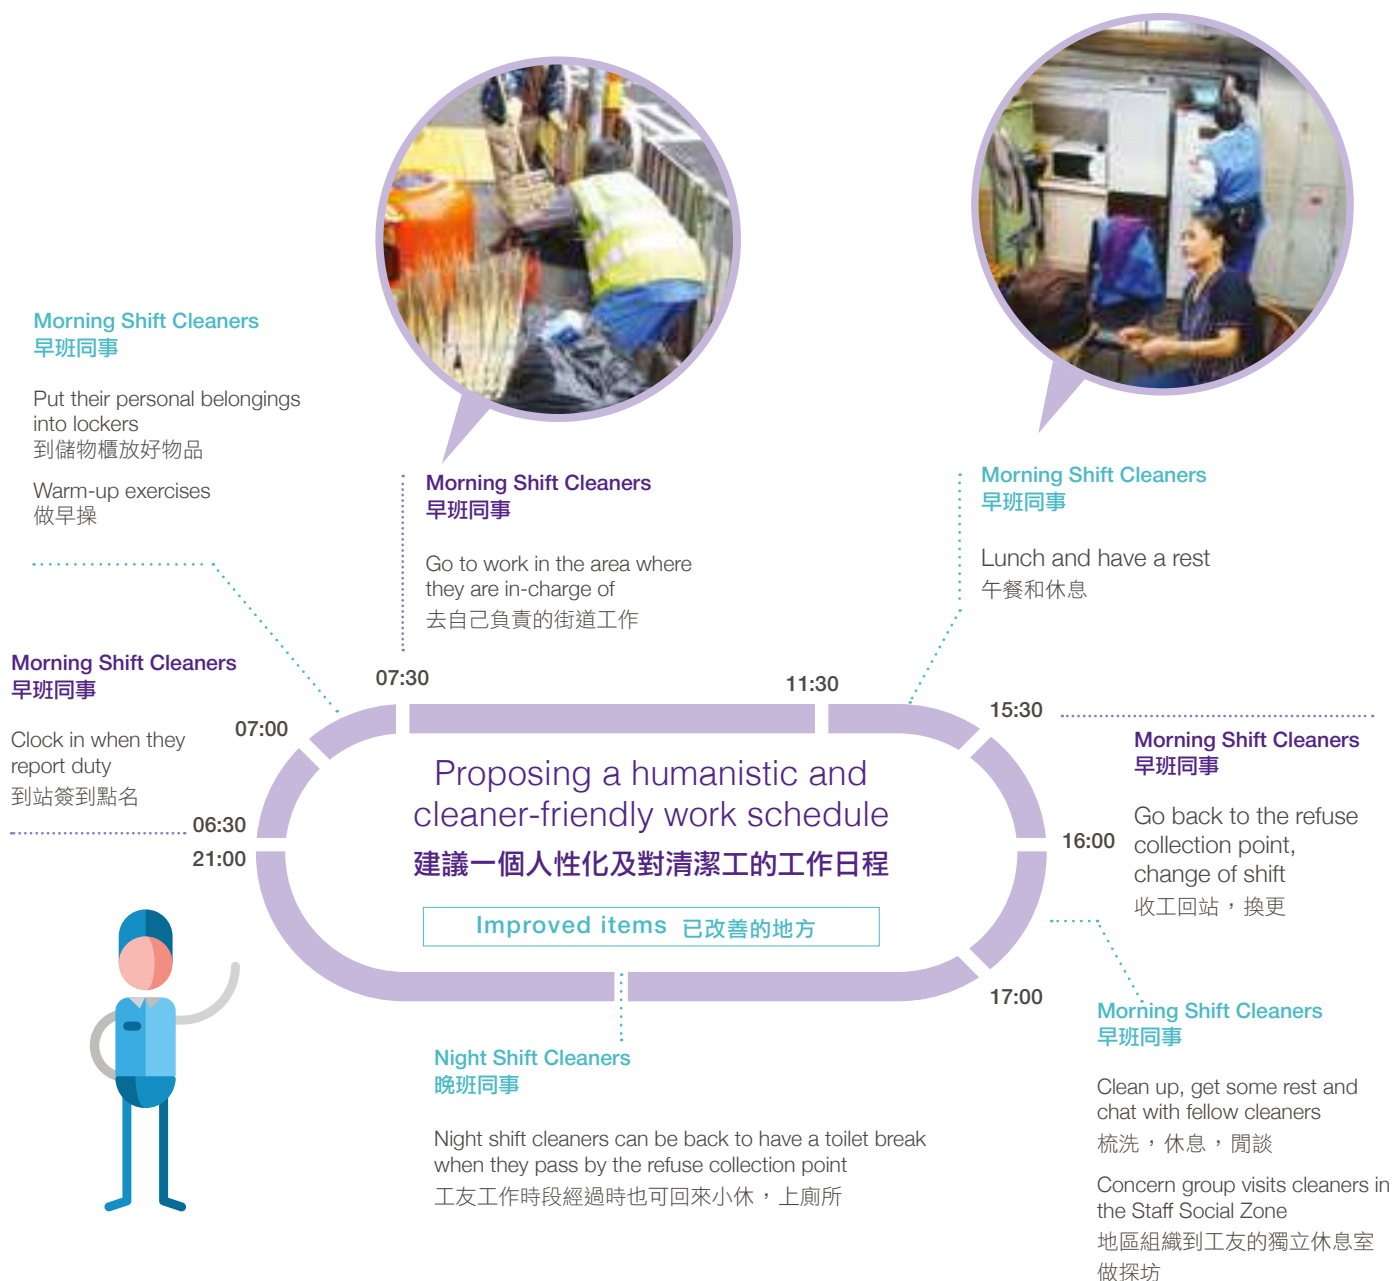 Morning Shift Cleaners
早班同事
Put their personal belongings
into lockers
到儲物櫃放好物品
Warm-up exercises
做早操
Morning Shift Cleaners
早班同事
Go to work in the area where
they are in-charge of
去自己負責的街道工作
Morning Shift Cleaners
早班同事
Lunch and have a rest
午餐和休息
Morning Shift Cleaners
早班同事
Clock in when they
report duty
到站簽到點名
06:30
21:00
07:00
07:30
11:30
15:30
16:00
17:00
Morning Shift Cleaners
早班同事
Go back to the refuse
collection point,
change of shift
收工回站，換更
Proposing a humanistic and
cleaner-friendly work schedule
建議一個人性化及對清潔工的工作日程
Improved items 已改善的地方
Night Shift Cleaners
晚班同事
Night shift cleaners can be back to have a toilet break
when they pass by the refuse collection point
工友工作時段經過時也可回來小休，上廁所
Morning Shift Cleaners
早班同事
Clean up, get some rest and
chat with fellow cleaners
梳洗，休息，閒談
Concern group visits cleaners in
the Staff Social Zone
地區組織到工友的獨立休息室
做探坊